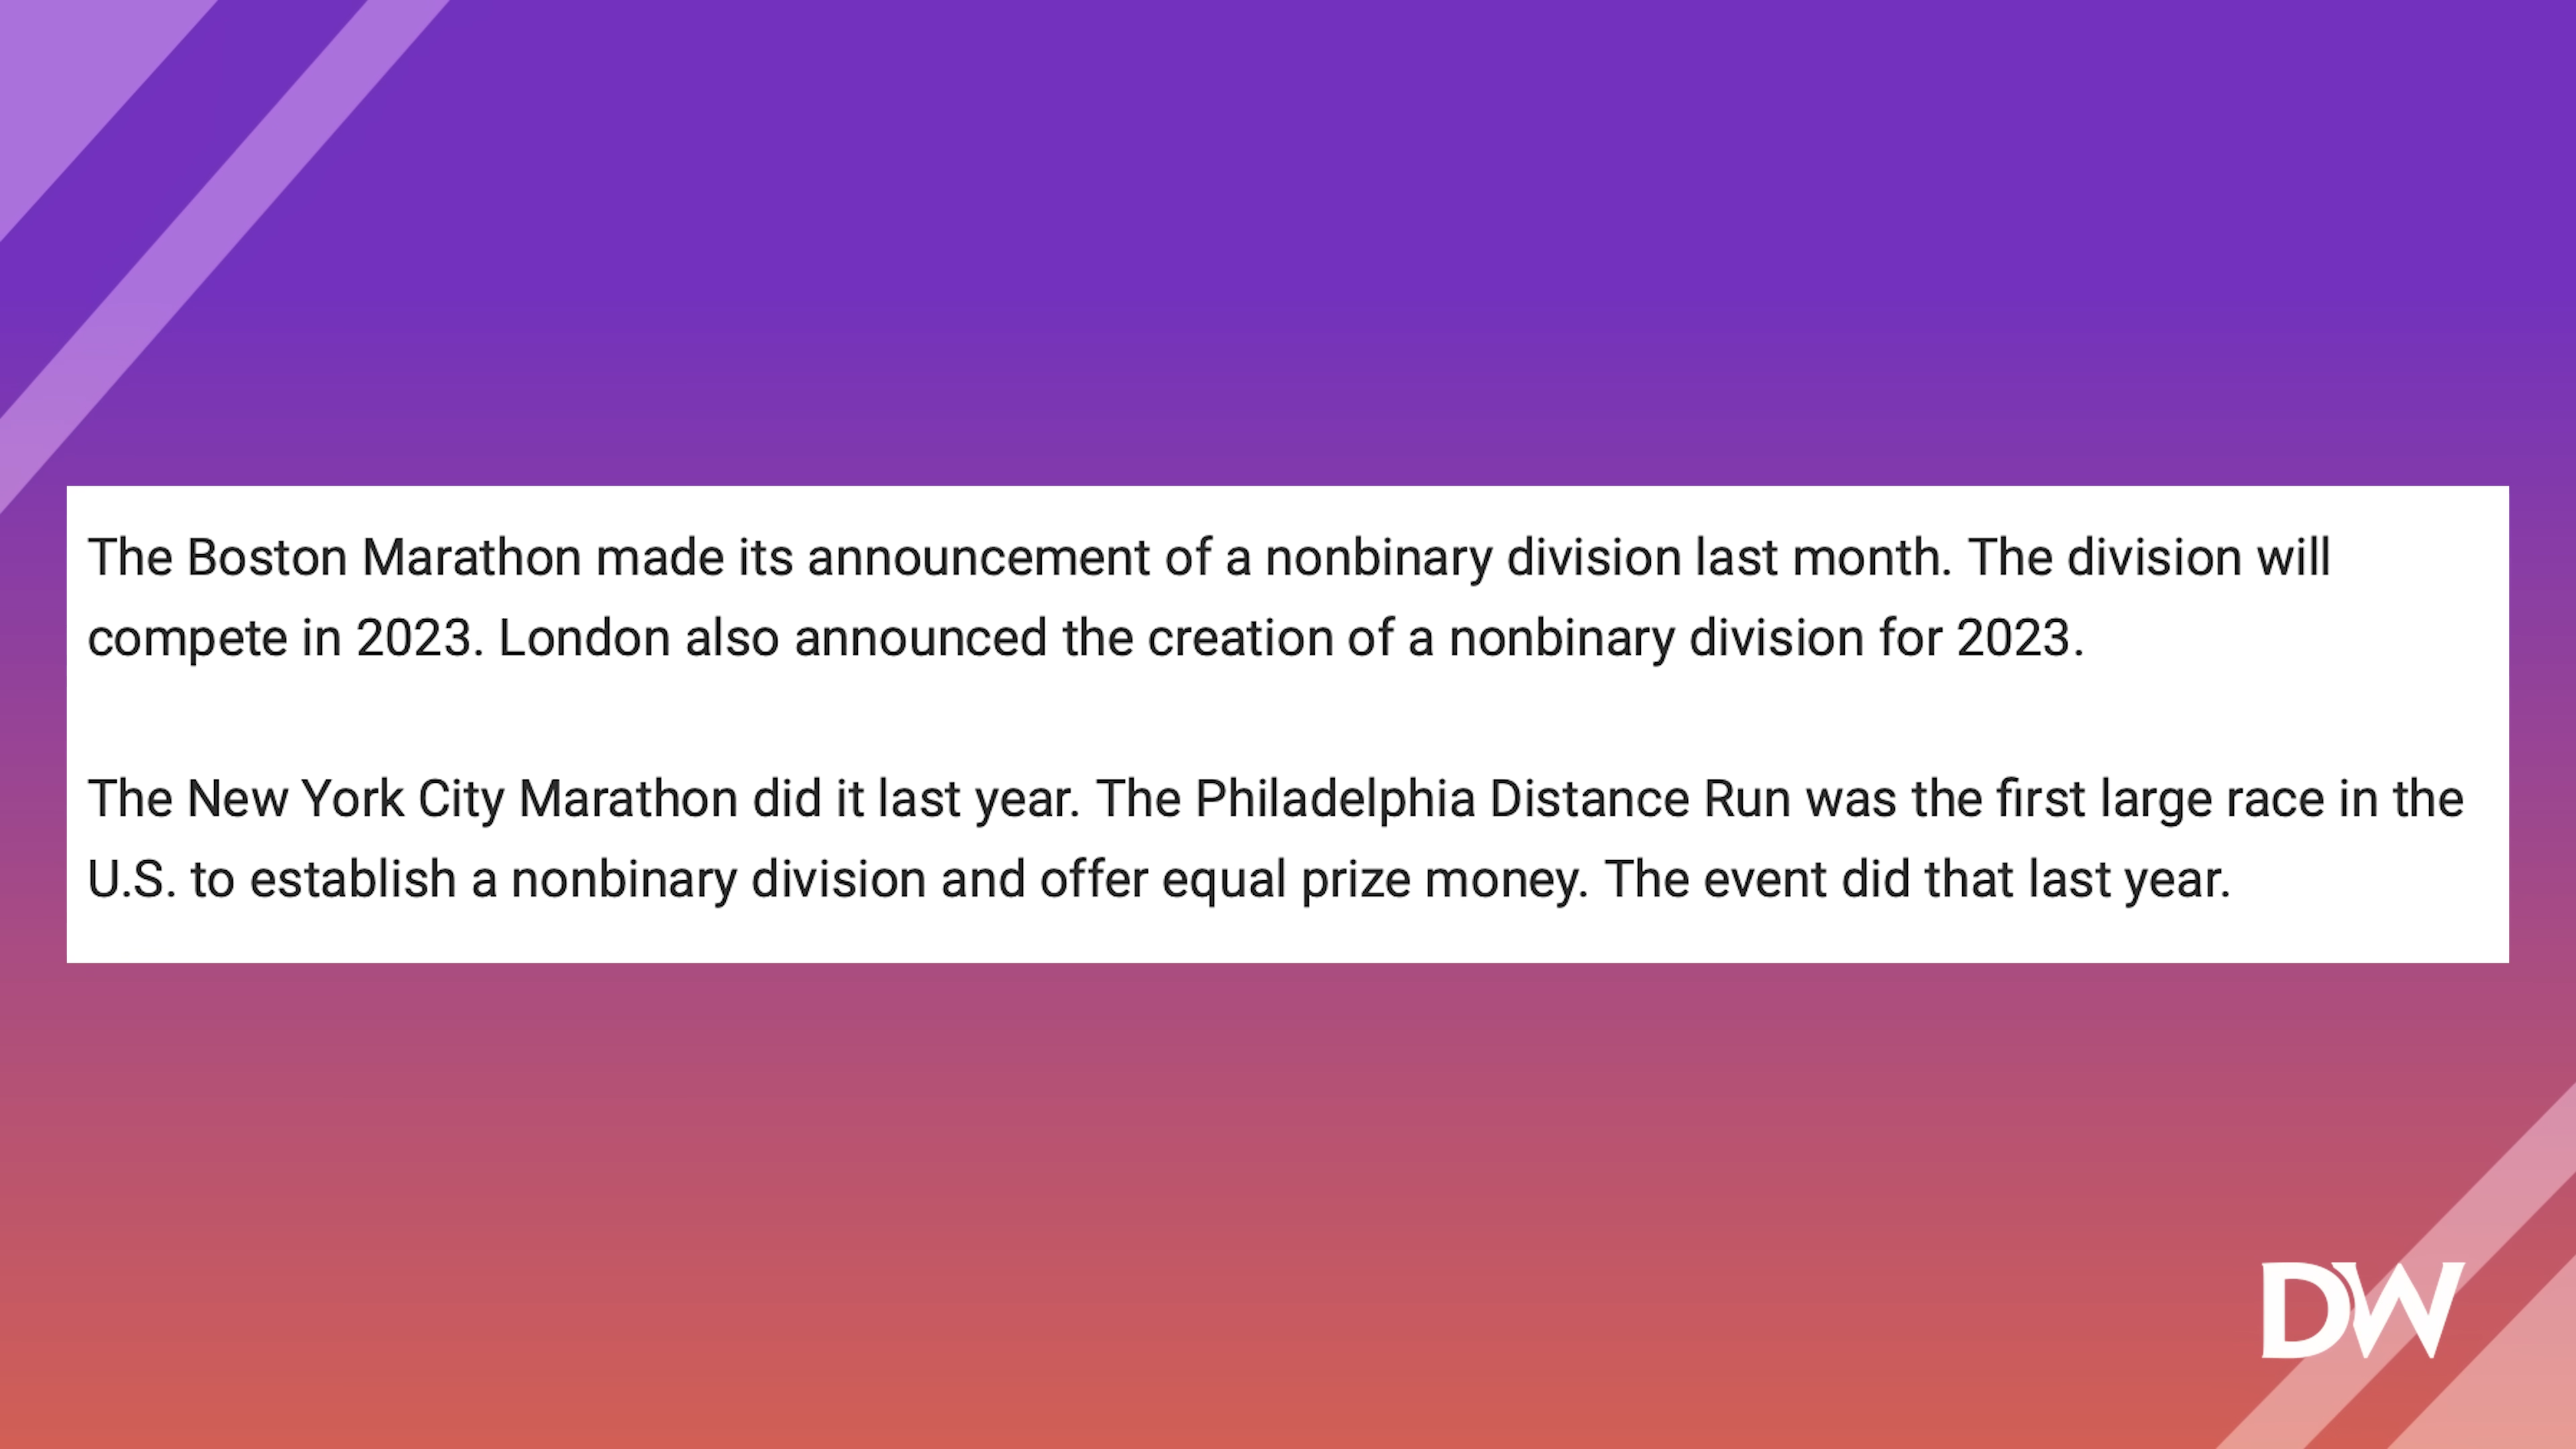 The Boston Marathon made its announcement of a nonbinary division last month. The division will
compete in 2023. London also announced the creation of a nonbinary division for 2023.
The New York City Marathon did it last year. The Philadelphia Distance Run was the first large race in the
U.S. to establish a nonbinary division and offer equal prize money. The event did that last year.
DW